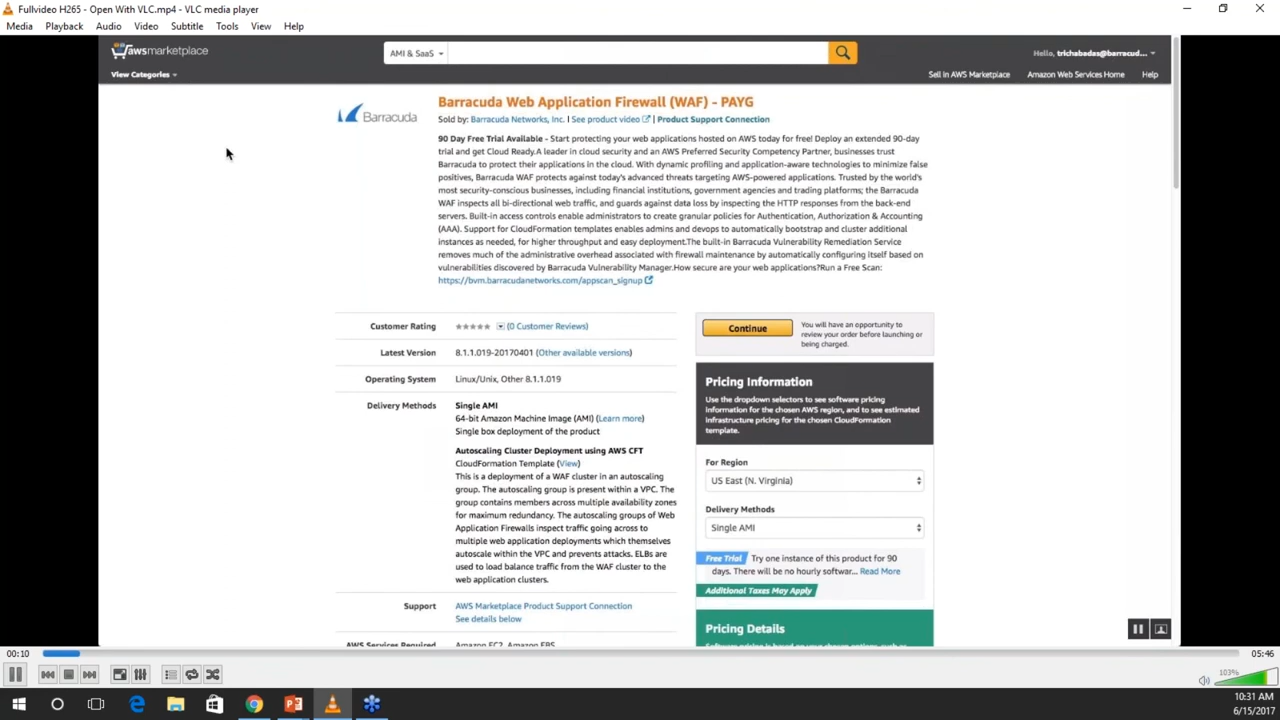 Fullvideo H265 - Open With VLC.mp4 - VLC media player
Media Playback Audio Video Subtitle Tools View Help
awsmarketplace
AMI & SaaS
Hello, trichabadas@barracud...
View Categories
Sell in AWS Marketplace Amazon Web Services Home Help
Barracuda
Barracuda Web Application Firewall (WAF) - PAYG
Sold by: Barracuda Networks, Inc. | See product video | Product Support Connection
90 Day Free Trial Available - Start protecting your web applications hosted on AWS today for free! Deploy an extended 90-day
trial and get Cloud Ready.A leader in cloud security and an AWS Preferred Security Competency Partner, businesses trust
Barracuda to protect their applications in the cloud. With dynamic profiling and application-aware technologies to minimize false
positives, Barracuda WAF protects against today's advanced threats targeting AWS-powered applications. Trusted by the world's
most security-conscious businesses, including financial institutions, government agencies and trading platforms; the Barracuda
WAF inspects all bi-directional web traffic, and guards against data loss by inspecting the HTTP responses from the back-end
servers. Built-in access controls enable administrators to create granular policies for Authentication, Authorization & Accounting
(AAA). Support for CloudFormation templates enables admins and devops to automatically bootstrap and cluster additional
instances as needed, for higher throughput and easy deployment.The built-in Barracuda Vulnerability Remediation Service
removes much of the administrative overhead associated with firewall maintenance by automatically configuring itself based on
vulnerabilities discovered by Barracuda Vulnerability Manager.How secure are your web applications?Run a Free Scan:
https://bvm.barracudanetworks.com/appscan_signup
Customer Rating (0 Customer Reviews)
Latest Version 8.1.1.019-20170401 (Other available versions)
Operating System Linux/Unix, Other 8.1.1.019
Delivery Methods Single AMI
64-bit Amazon Machine Image (AMI) (Learn more)
Single box deployment of the product
Autoscaling Cluster Deployment using AWS CFT
CloudFormation Template (View)
This is a deployment of a WAF cluster in an autoscaling
group. The autoscaling group is present within a VPC. The
group contains members across multiple availability zones
for maximum redundancy. The autoscaling groups of Web
Application Firewalls inspect traffic going across to
multiple web application deployments which themselves
autoscale within the VPC and prevents attacks. ELBs are
used to load balance traffic from the WAF cluster to the
web application clusters.
Support AWS Marketplace Product Support Connection
See details below
AWS Services Required Amazon EC2, Amazon EBS
Continue
You will have an opportunity to
review your order before launching or
being charged.
Pricing Information
Use the dropdown selectors to see software pricing
information for the chosen AWS region, and to see estimated
infrastructure pricing for the chosen CloudFormation
template.
For Region
US East (N. Virginia)
Delivery Methods
Single AMI
Free Trial Try one instance of this product for 90
days. There will be no hourly softwar... Read More
Additional Taxes May Apply
Pricing Details
00:10
05:46
103%
10:31 AM
6/15/2017